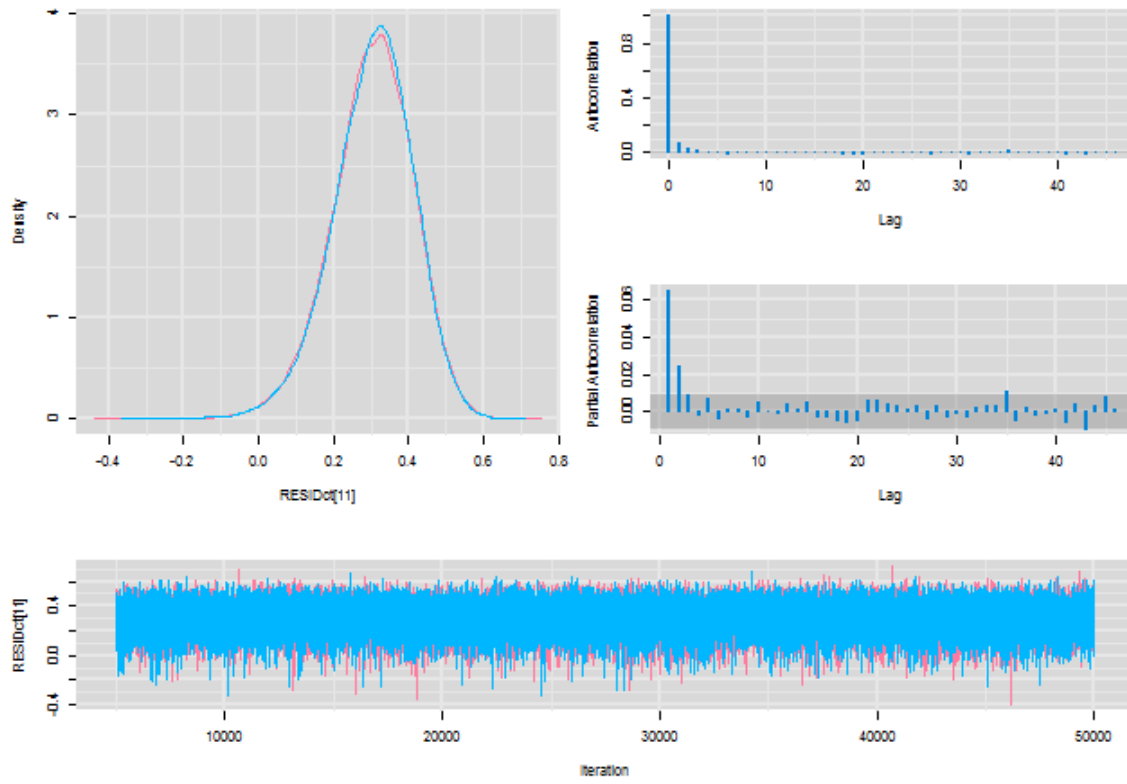 Density
4
3
2
1
0
-0.4 -0.2 0.0 0.2 0.4 0.6 0.8
RESIDct[11]
Autocorrelation
0.8
0.4
0.0
0 10 20 30 40
Lag
Partial Autocorrelation
0.06
0.04
0.02
0.00
0 10 20 30 40
Lag
RESIDct[11]
0.4
0.0
-0.4
10000 20000 30000 40000 50000
Iteration